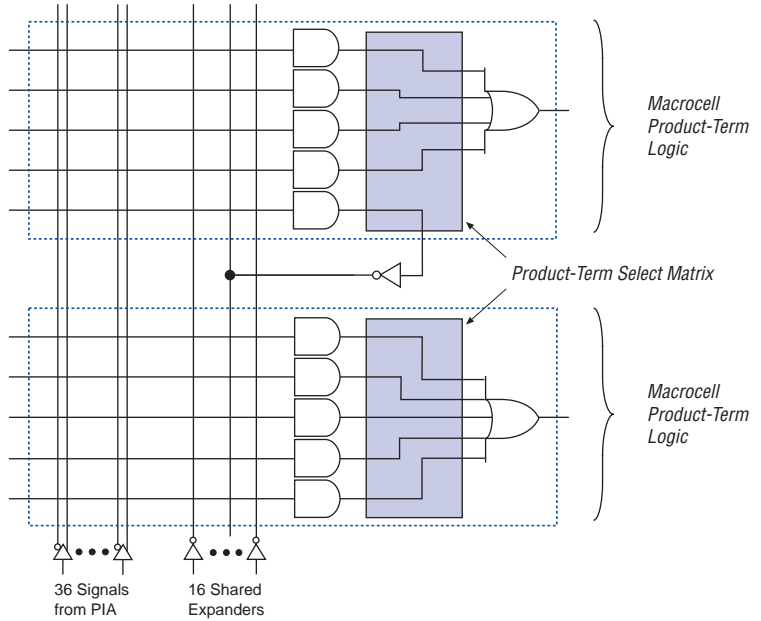 Macrocell
Product-Term
Logic
Product-Term Select Matrix
Macrocell
Product-Term
Logic
36 Signals
from PIA
16 Shared
Expanders